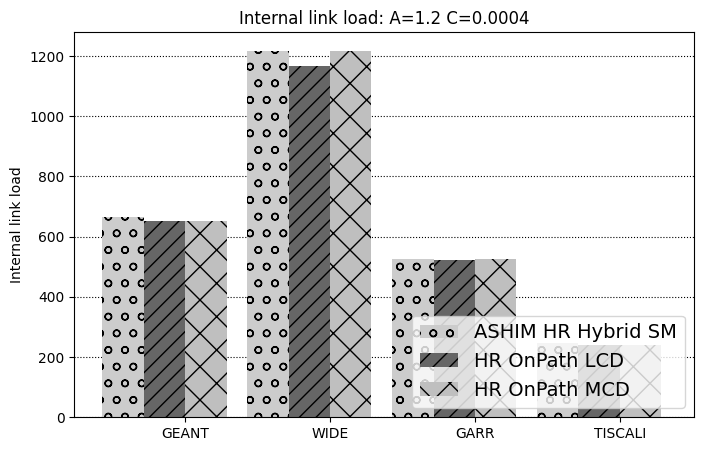 Internal link load: A=1.2 C=0.0004
1200
1000
800
600
400
200
0
Internal link load
ASHIM HR Hybrid SM
HR OnPath LCD
HR OnPath MCD
GEANT WIDE GARR TISCALI